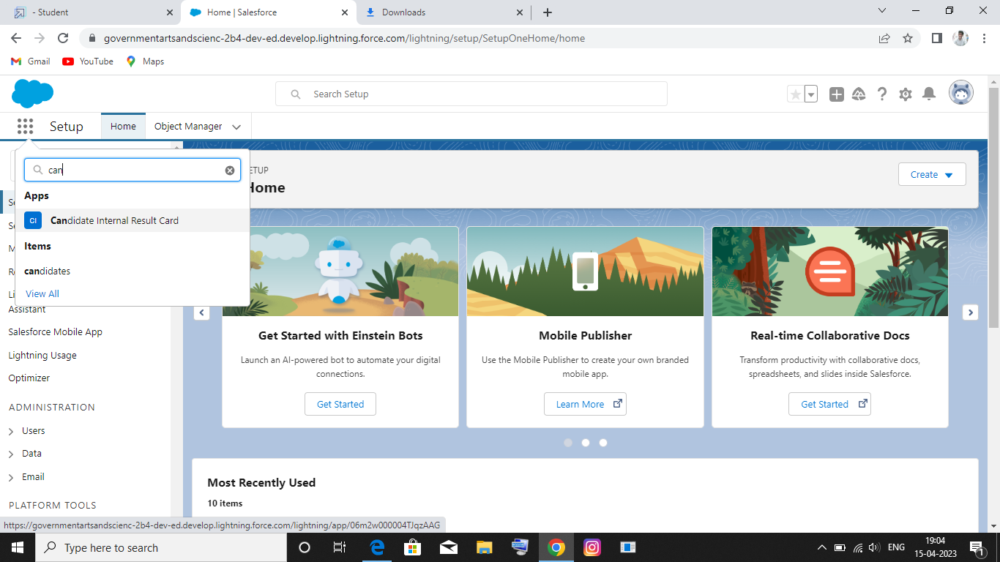 - Student
Home | Salesforce
Downloads
governmentartsandscienc-2b4-dev-ed.develop.lightning.force.com/lightning/setup/SetupOneHome/home
Gmail
YouTube
Maps
Search Setup
Setup
Home
Object Manager
can
Apps
CI
Candidate Internal Result Card
Items
candidates
View All
ETUP
Home
Create
Assistant
Salesforce Mobile App
Lightning Usage
Optimizer
ADMINISTRATION
Users
Data
Email
PLATFORM TOOLS
Get Started with Einstein Bots
Launch an AI-powered bot to automate your digital
connections.
Get Started
Mobile Publisher
Use the Mobile Publisher to create your own branded
mobile app.
Learn More
Real-time Collaborative Docs
Transform productivity with collaborative docs,
spreadsheets, and slides inside Salesforce.
Get Started
Most Recently Used
10 items
https://governmentartsandscienc-2b4-dev-ed.develop.lightning.force.com/lightning/app/06m2w000004TJqzAAG
Type here to search
ENG
19:04
15-04-2023
1